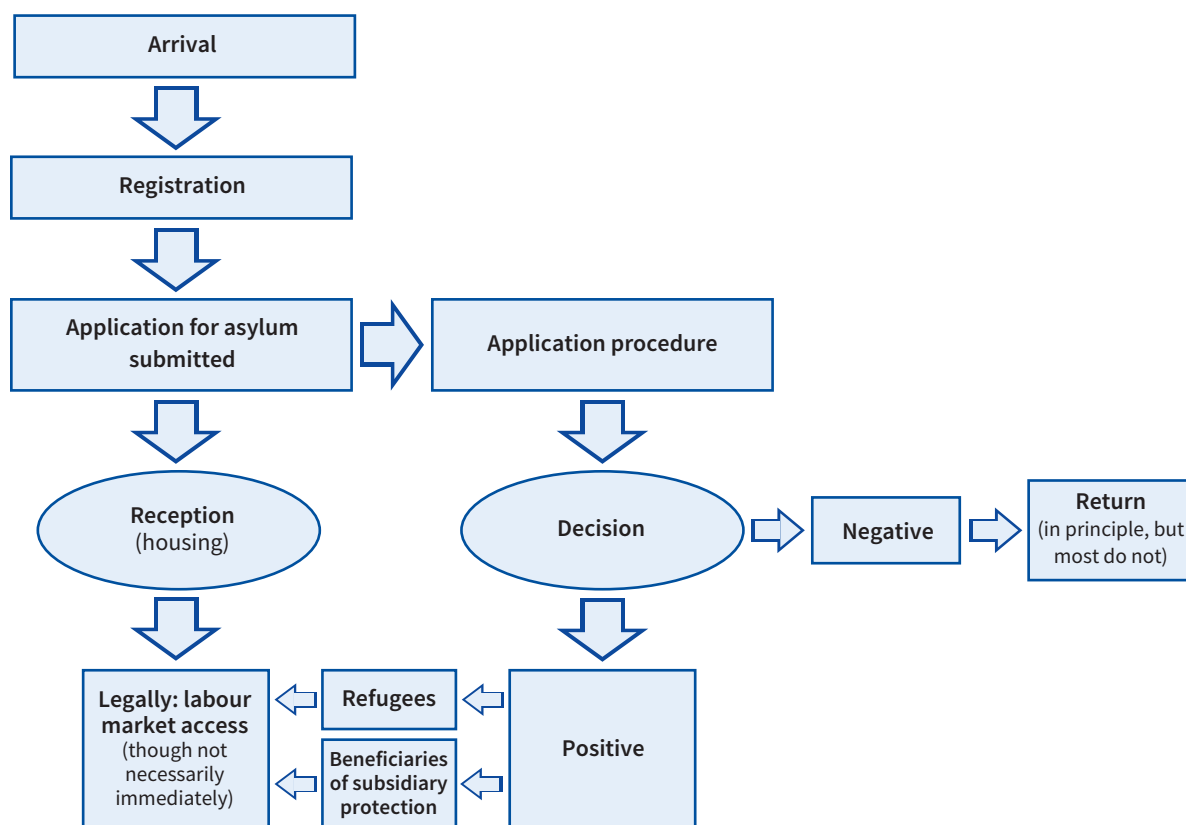 Arrival
Registration
Application for asylum
submitted
Application procedure
Reception
(housing)
Decision
Negative
Return
(in principle, but
most do not)
Legally: labour
market access
(though not
necessarily
immediately)
Refugees
Beneficiaries
of subsidiary
protection
Positive